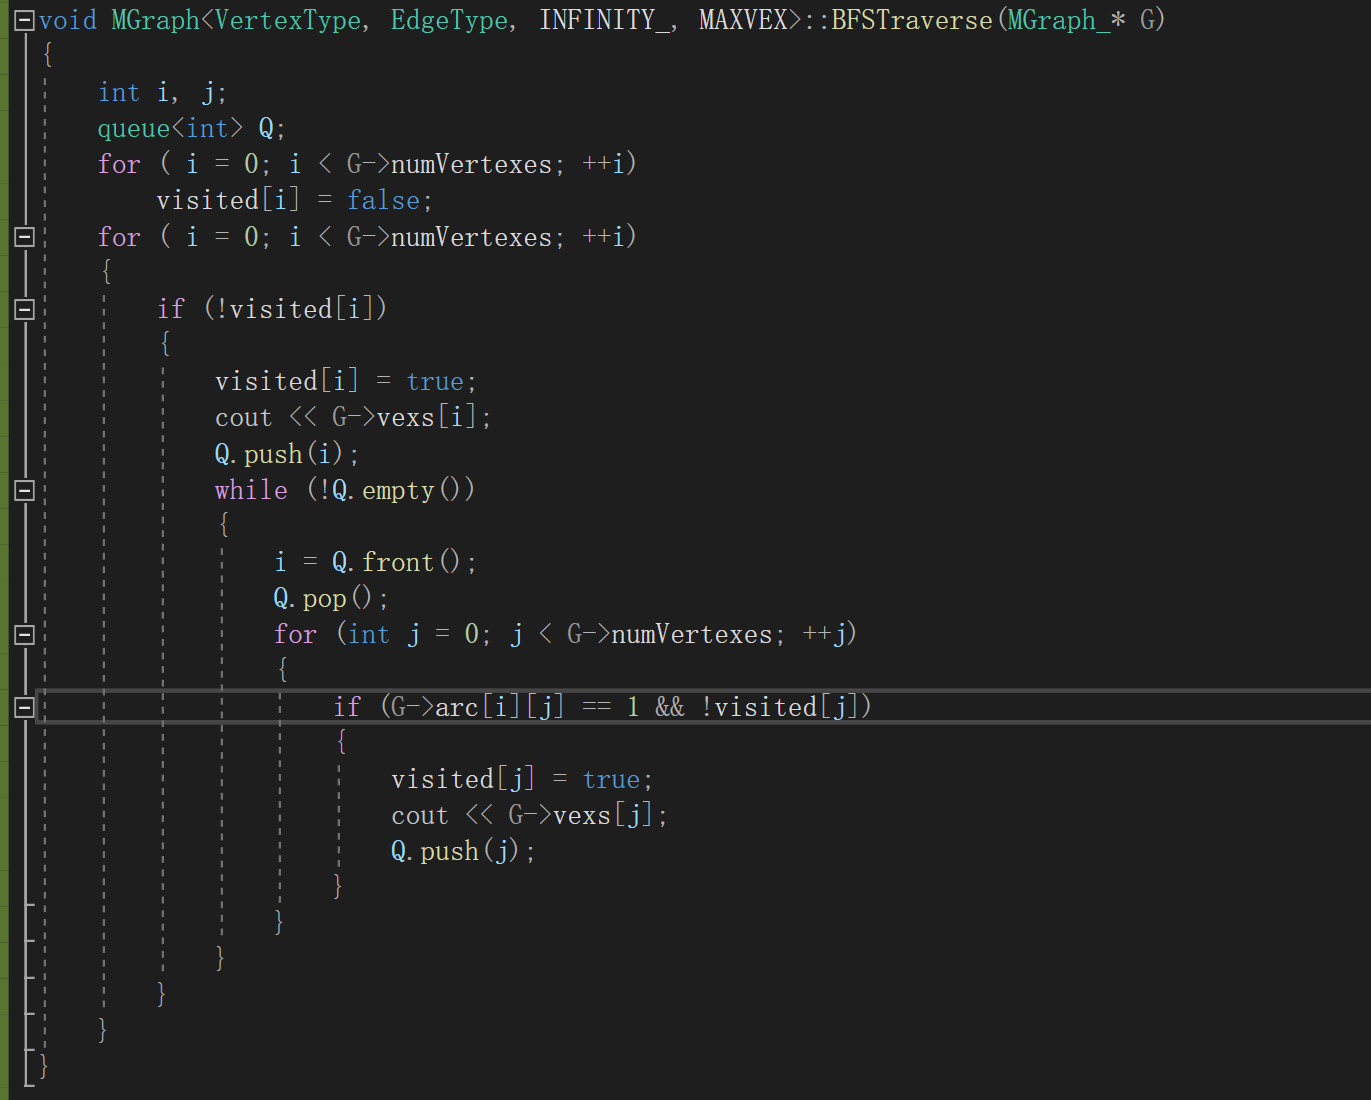 void MGraph<VertexType, EdgeType, INFINITY_, MAXVEX>::BFSTraverse(MGraph_* G)
{
    int i, j;
    queue<int> Q;
    for ( i = 0; i < G->numVertexes; ++i)
        visited[i] = false;
    for ( i = 0; i < G->numVertexes; ++i)
    {
        if (!visited[i])
        {
            visited[i] = true;
            cout << G->vexs[i];
            Q.push(i);
            while (!Q.empty())
            {
                i = Q.front();
                Q.pop();
                for (int j = 0; j < G->numVertexes; ++j)
                {
                    if (G->arc[i][j] == 1 && !visited[j])
                    {
                        visited[j] = true;
                        cout << G->vexs[j];
                        Q.push(j);
                    }
                }
            }
        }
    }
}